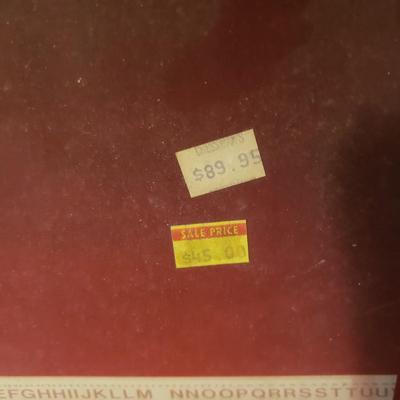 $89.95
SALE PRICE
$45.00
EFGHHIIJKLLM NNOOPQRRSSTTUU